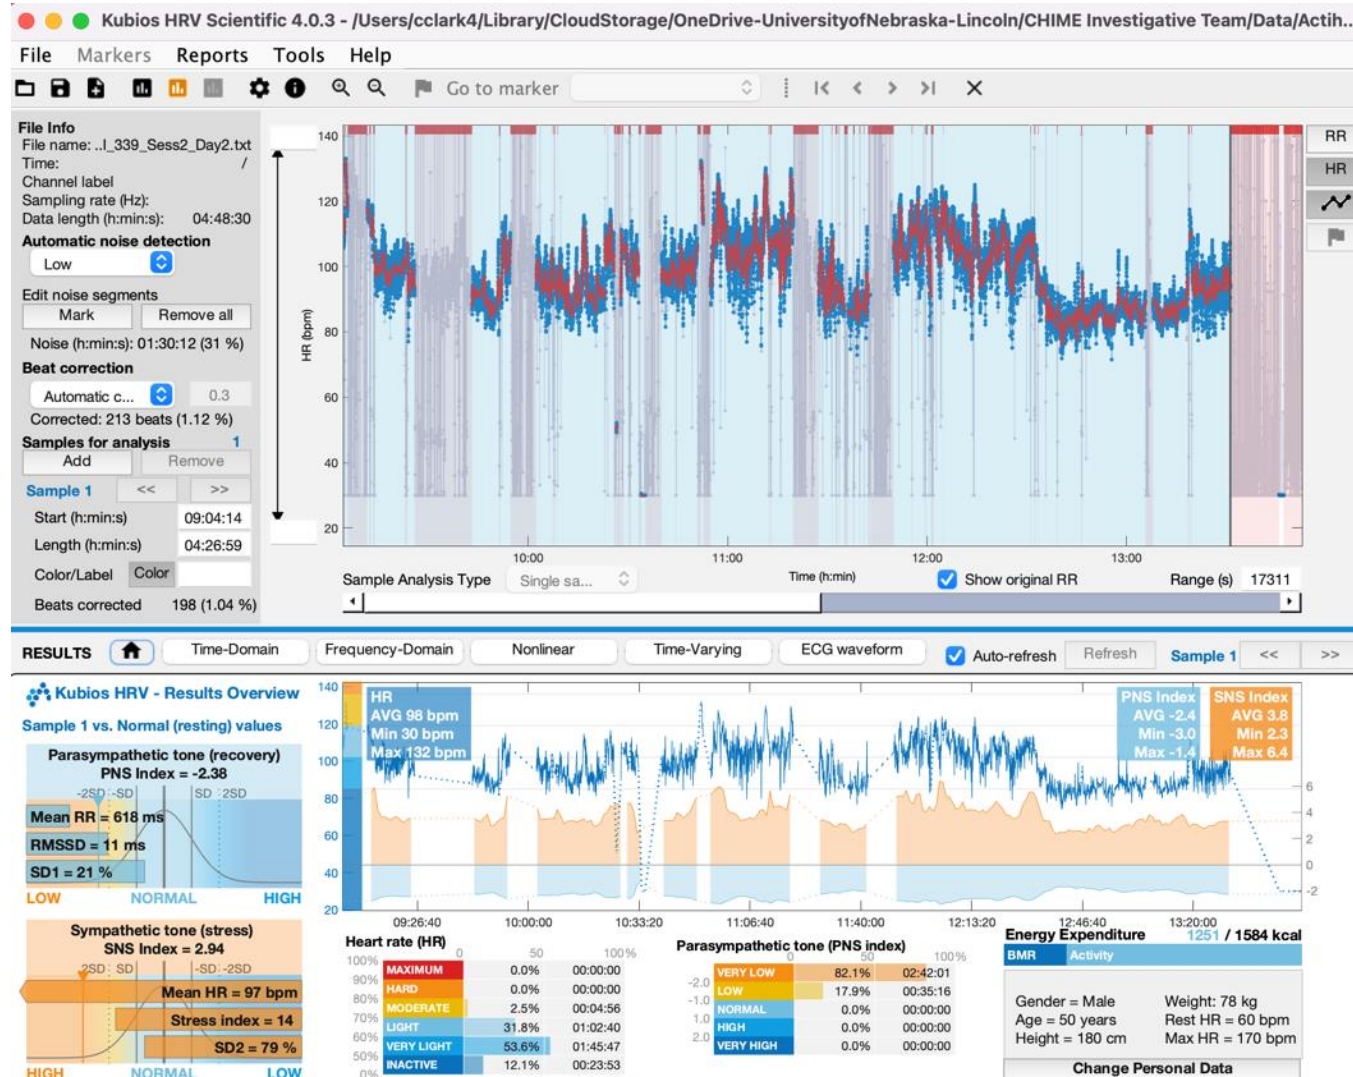 Kubios HRV Scientific 4.0.3 - /Users/cclark4/Library/CloudStorage/OneDrive-UniversityofNebraska-Lincoln/CHIME Investigative Team/Data/Actih...
File Markers Reports Tools Help
Go to marker
File Info
File name: ..I_339_Sess2_Day2.txt
Time: /
Channel label
Sampling rate (Hz):
Data length (h:min:s): 04:48:30
Automatic noise detection
Low
Edit noise segments
Mark Remove all
Noise (h:min:s): 01:30:12 (31 %)
Beat correction
Automatic c... 0.3
Corrected: 213 beats (1.12 %)
Samples for analysis 1
Add Remove
Sample 1 << >>
Start (h:min:s) 09:04:14
Length (h:min:s) 04:26:59
Color/Label Color
Beats corrected 198 (1.04 %)
HR (bpm)
140
120
100
80
60
40
20
10:00 11:00 12:00 13:00
Time (h:min)
RR
HR
Sample Analysis Type Single sa... Show original RR Range (s) 17311
RESULTS Time-Domain Frequency-Domain Nonlinear Time-Varying ECG waveform Auto-refresh Refresh Sample 1 << >>
Kubios HRV - Results Overview
Sample 1 vs. Normal (resting) values
Parasympathetic tone (recovery)
PNS Index = -2.38
-2SD -SD SD 2SD
Mean RR = 618 ms
RMSSD = 11 ms
SD1 = 21 %
LOW NORMAL HIGH
Sympathetic tone (stress)
SNS Index = 2.94
2SD SD -SD -2SD
Mean HR = 97 bpm
Stress index = 14
SD2 = 79 %
HIGH NORMAL LOW
140
120
100
80
60
40
20
HR
AVG 98 bpm
Min 30 bpm
Max 132 bpm
PNS Index
AVG -2.4
Min -3.0
Max -1.4
SNS Index
AVG 3.8
Min 2.3
Max 6.4
6
4
2
0
-2
09:26:40 10:00:00 10:33:20 11:06:40 11:40:00 12:13:20 12:46:40 13:20:00
Heart rate (HR)
0 50 100%
100%
90%
80%
70%
60%
50%
0%
MAXIMUM 0.0% 00:00:00
HARD 0.0% 00:00:00
MODERATE 2.5% 00:04:56
LIGHT 31.8% 01:02:40
VERY LIGHT 53.6% 01:45:47
INACTIVE 12.1% 00:23:53
Parasympathetic tone (PNS index)
0 50 100%
-2.0
-1.0
1.0
2.0
VERY LOW 82.1% 02:42:01
LOW 17.9% 00:35:16
NORMAL 0.0% 00:00:00
HIGH 0.0% 00:00:00
VERY HIGH 0.0% 00:00:00
Energy Expenditure 1251 / 1584 kcal
BMR Activity
Gender = Male Weight: 78 kg
Age = 50 years Rest HR = 60 bpm
Height = 180 cm Max HR = 170 bpm
Change Personal Data